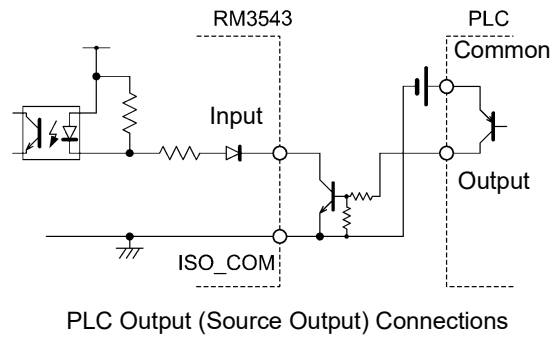 RM3543
PLC
Common
Input
Output
ISO_COM
PLC Output (Source Output) Connections